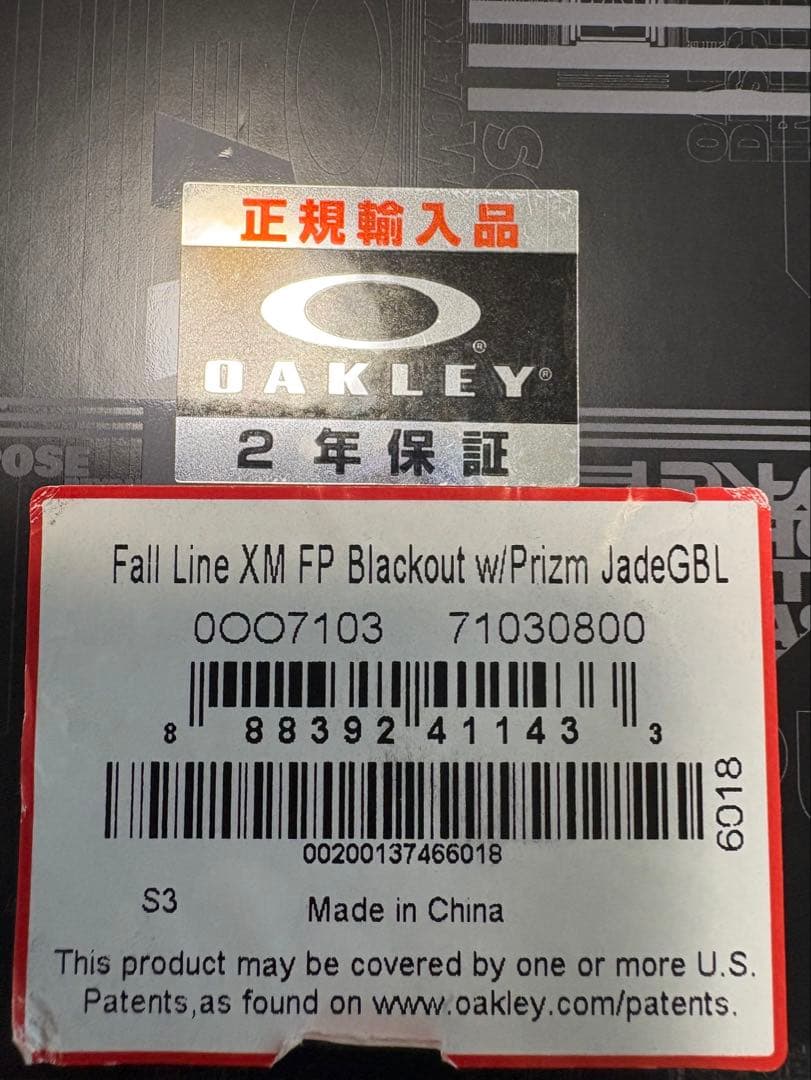 正規輸入品
OAKLEY®
2年保証
OSE
Fall Line XM FP Blackout w/Prizm JadeGBL
0OO7103 71030800
8 88392 41143 3
6018
00200137466018
S3
Made in China
This product may be covered by one or more U.S.
Patents,as found on www.oakley.com/patents.